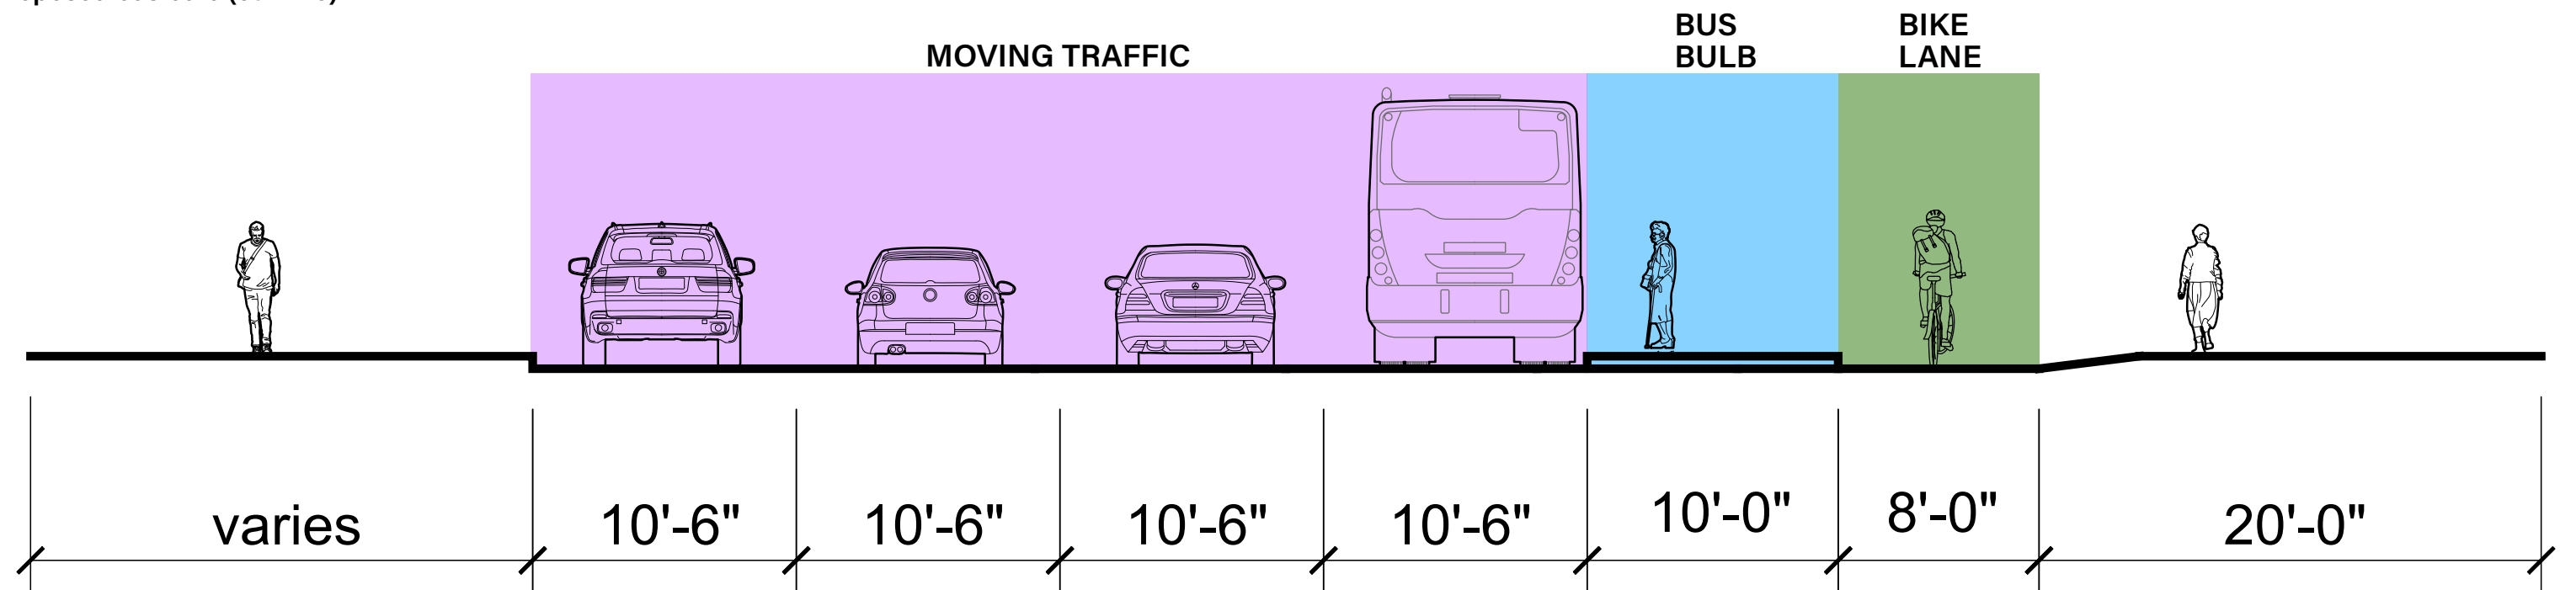 MOVING TRAFFIC
BUS
BULB
BIKE
LANE
varies
10'-6"
10'-6"
10'-6"
10'-6"
10'-0"
8'-0"
20'-0"